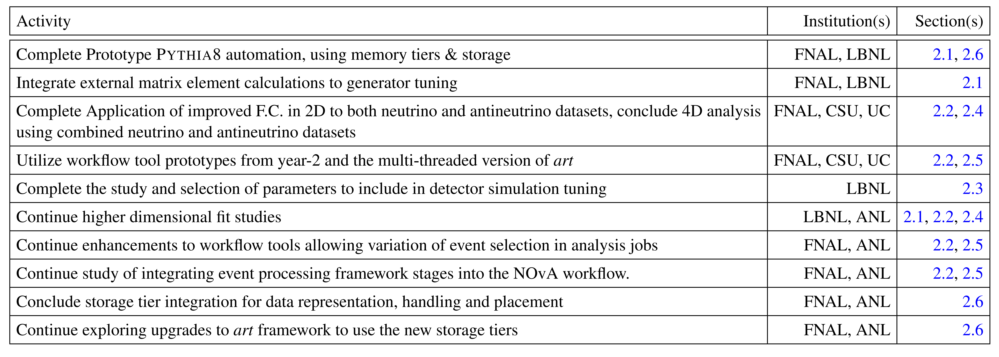 Activity Institution(s) Section(s)
Complete Prototype PYTHIA8 automation, using memory tiers & storage FNAL, LBNL 2.1, 2.6
Integrate external matrix element calculations to generator tuning FNAL, LBNL 2.1
Complete Application of improved F.C. in 2D to both neutrino and antineutrino datasets, conclude 4D analysis FNAL, CSU, UC 2.2, 2.4
using combined neutrino and antineutrino datasets
Utilize workflow tool prototypes from year-2 and the multi-threaded version of art FNAL, CSU, UC 2.2, 2.5
Complete the study and selection of parameters to include in detector simulation tuning LBNL 2.3
Continue higher dimensional fit studies LBNL, ANL 2.1, 2.2, 2.4
Continue enhancements to workflow tools allowing variation of event selection in analysis jobs FNAL, ANL 2.2, 2.5
Continue study of integrating event processing framework stages into the NOvA workflow. FNAL, ANL 2.2, 2.5
Conclude storage tier integration for data representation, handling and placement FNAL, ANL 2.6
Continue exploring upgrades to art framework to use the new storage tiers FNAL, ANL 2.6